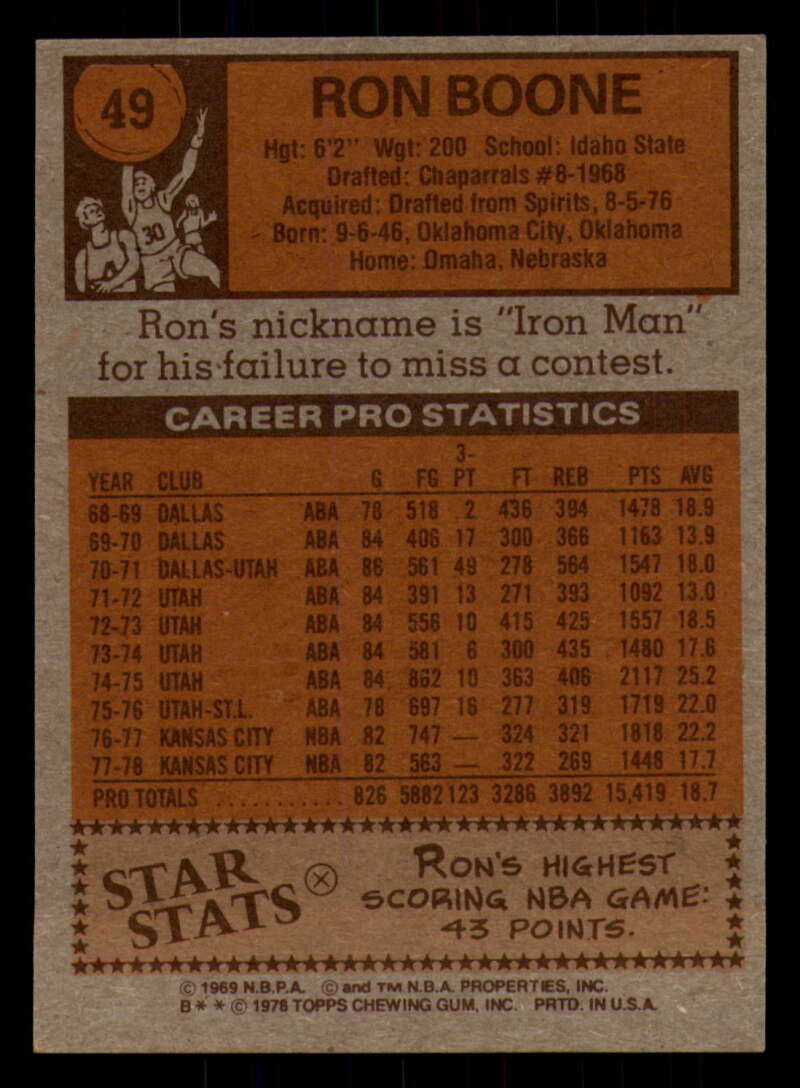 49
RON BOONE
Hgt: 6'2" Wgt: 200 School: Idaho State
Drafted: Chaparrals #8-1968
Acquired: Drafted from Spirits, 8-5-76
Born: 9-6-46, Oklahoma City, Oklahoma
Home: Omaha, Nebraska
30
Ron's nickname is "Iron Man"
for his failure to miss a contest.
CAREER PRO STATISTICS
YEAR CLUB G FG 3-PT FT REB PTS AVG
68-69 DALLAS ABA 78 518 2 436 394 1478 18.9
69-70 DALLAS ABA 84 406 17 300 366 1163 13.9
70-71 DALLAS-UTAH ABA 86 561 49 278 564 1547 18.0
71-72 UTAH ABA 84 391 13 271 393 1092 13.0
72-73 UTAH ABA 84 556 10 415 425 1557 18.5
73-74 UTAH ABA 84 581 6 300 435 1480 17.6
74-75 UTAH ABA 84 862 10 363 406 2117 25.2
75-76 UTAH-ST.L. ABA 78 697 16 277 319 1719 22.0
76-77 KANSAS CITY NBA 82 747 — 324 321 1818 22.2
77-78 KANSAS CITY NBA 82 563 — 322 269 1448 17.7
PRO TOTALS ........... 826 5882 123 3286 3892 15,419 18.7
STAR
STATS
RON'S HIGHEST
SCORING NBA GAME:
43 POINTS.
© 1969 N.B.P.A. © and TM N.B.A. PROPERTIES, INC.
B * * © 1978 TOPPS CHEWING GUM, INC. PRTD. IN U.S.A.